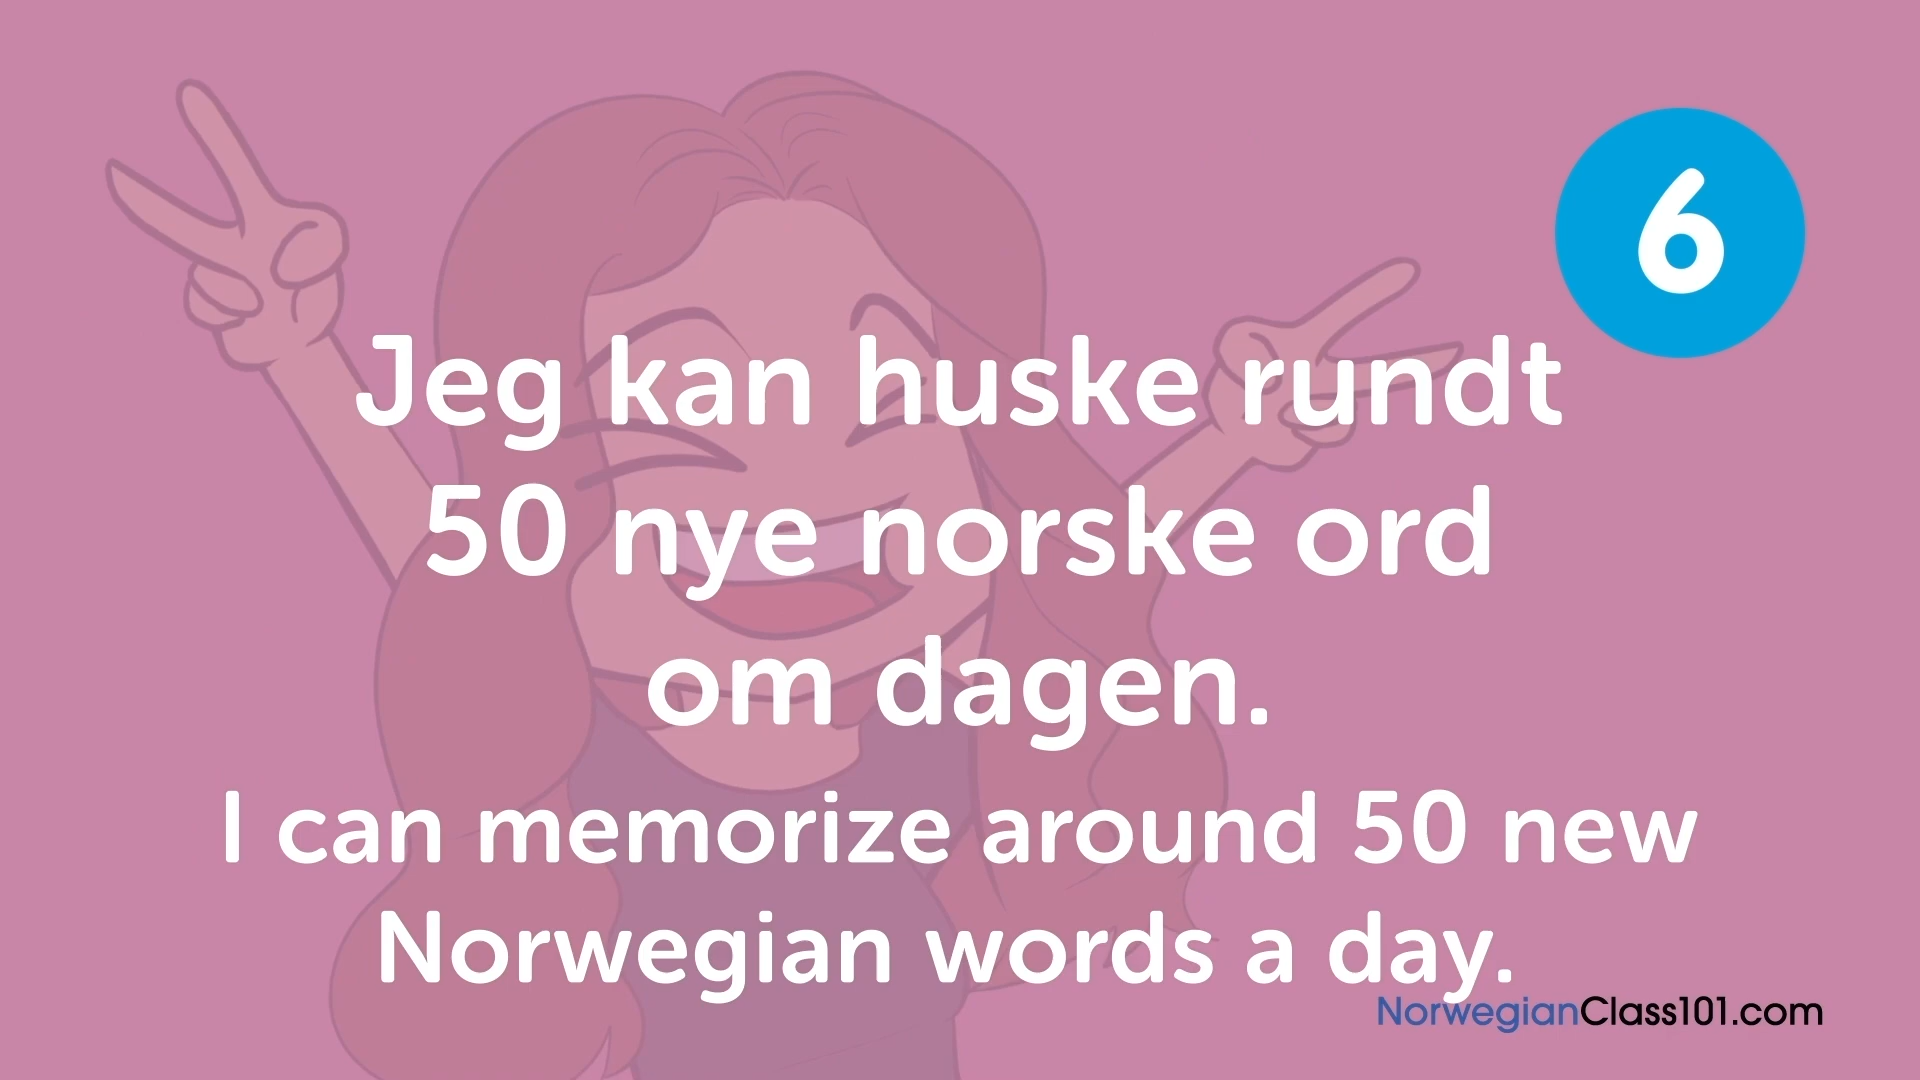 6
Jeg kan huske rundt
50 nye norske ord
om dagen.
I can memorize around 50 new
Norwegian words a day.
NorwegianClass101.com